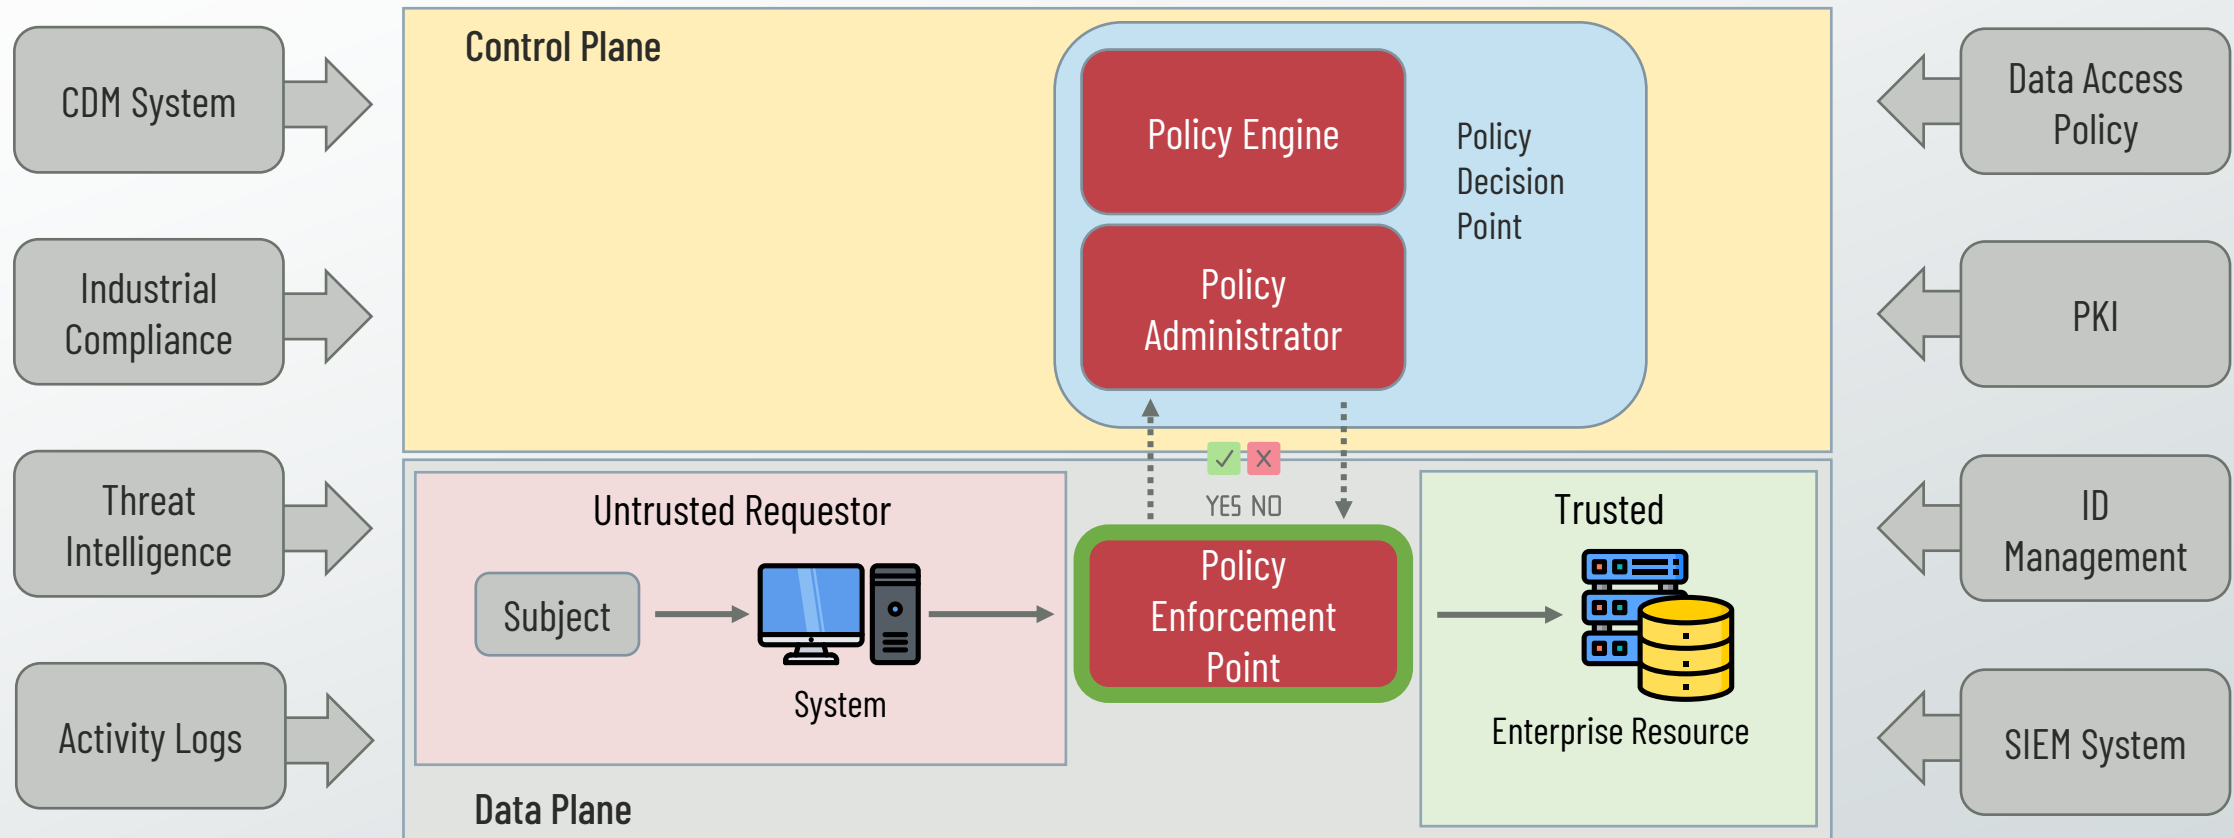 CDM System
Industrial
Compliance
Threat
Intelligence
Activity Logs
Control Plane
Policy Engine
Policy
Administrator
Policy
Decision
Point
YES NO
Untrusted Requestor
Subject
System
Policy
Enforcement
Point
Trusted
Enterprise Resource
Data Plane
Data Access
Policy
PKI
ID
Management
SIEM System